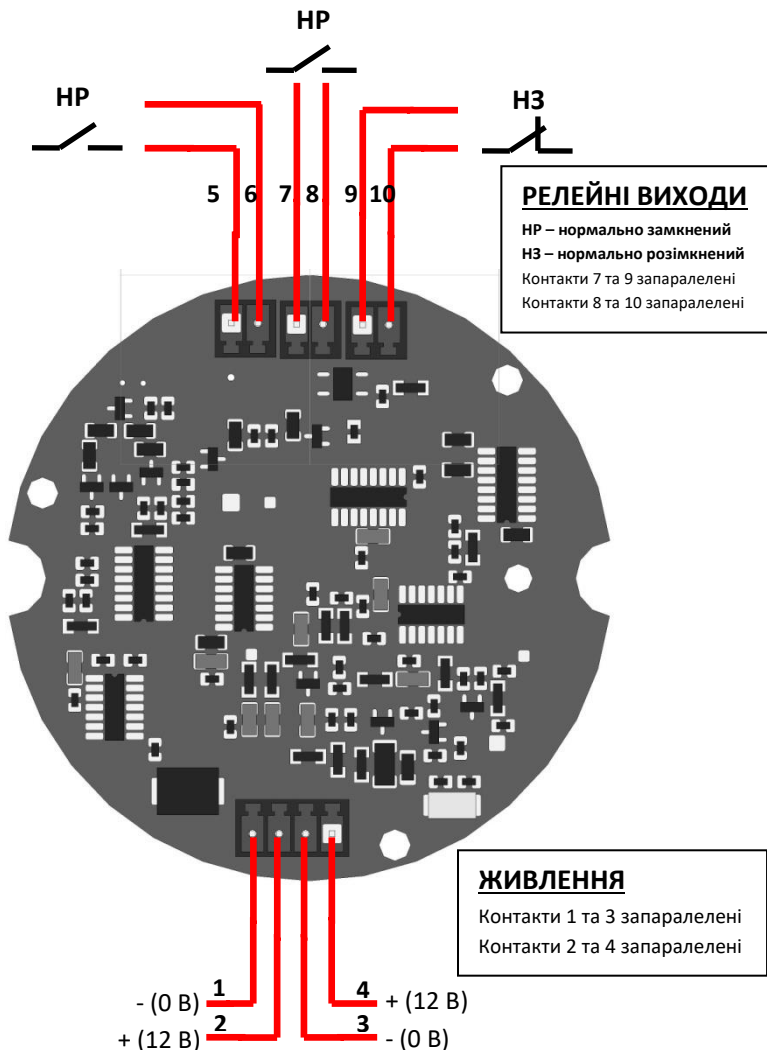 НР
НР
НЗ
5 6 7 8 9 10
РЕЛЕЙНІ ВИХОДИ
НР – нормально замкнений
НЗ – нормально розімкнений
Контакти 7 та 9 запаралелені
Контакти 8 та 10 запаралелені
ЖИВЛЕННЯ
Контакти 1 та 3 запаралелені
Контакти 2 та 4 запаралелені
- (0 В) 1
4 + (12 В)
+ (12 В) 2
3 - (0 В)